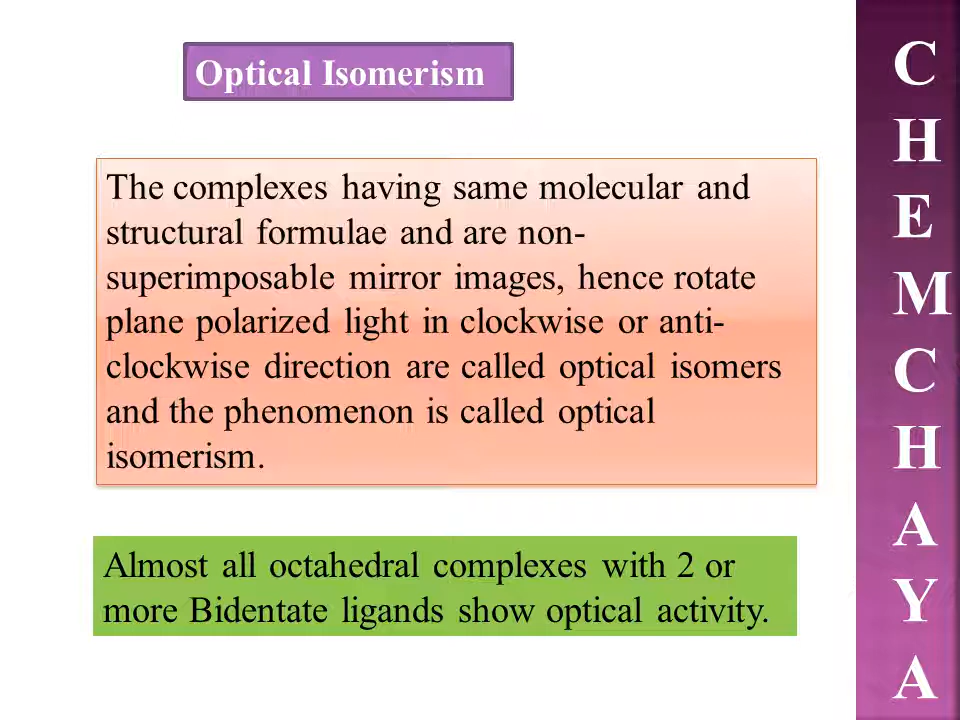 Optical Isomerism
The complexes having same molecular and
structural formulae and are non-
superimposable mirror images, hence rotate
plane polarized light in clockwise or anti-
clockwise direction are called optical isomers
and the phenomenon is called optical
isomerism.
Almost all octahedral complexes with 2 or
more Bidentate ligands show optical activity.
C
H
E
M
C
H
A
Y
A